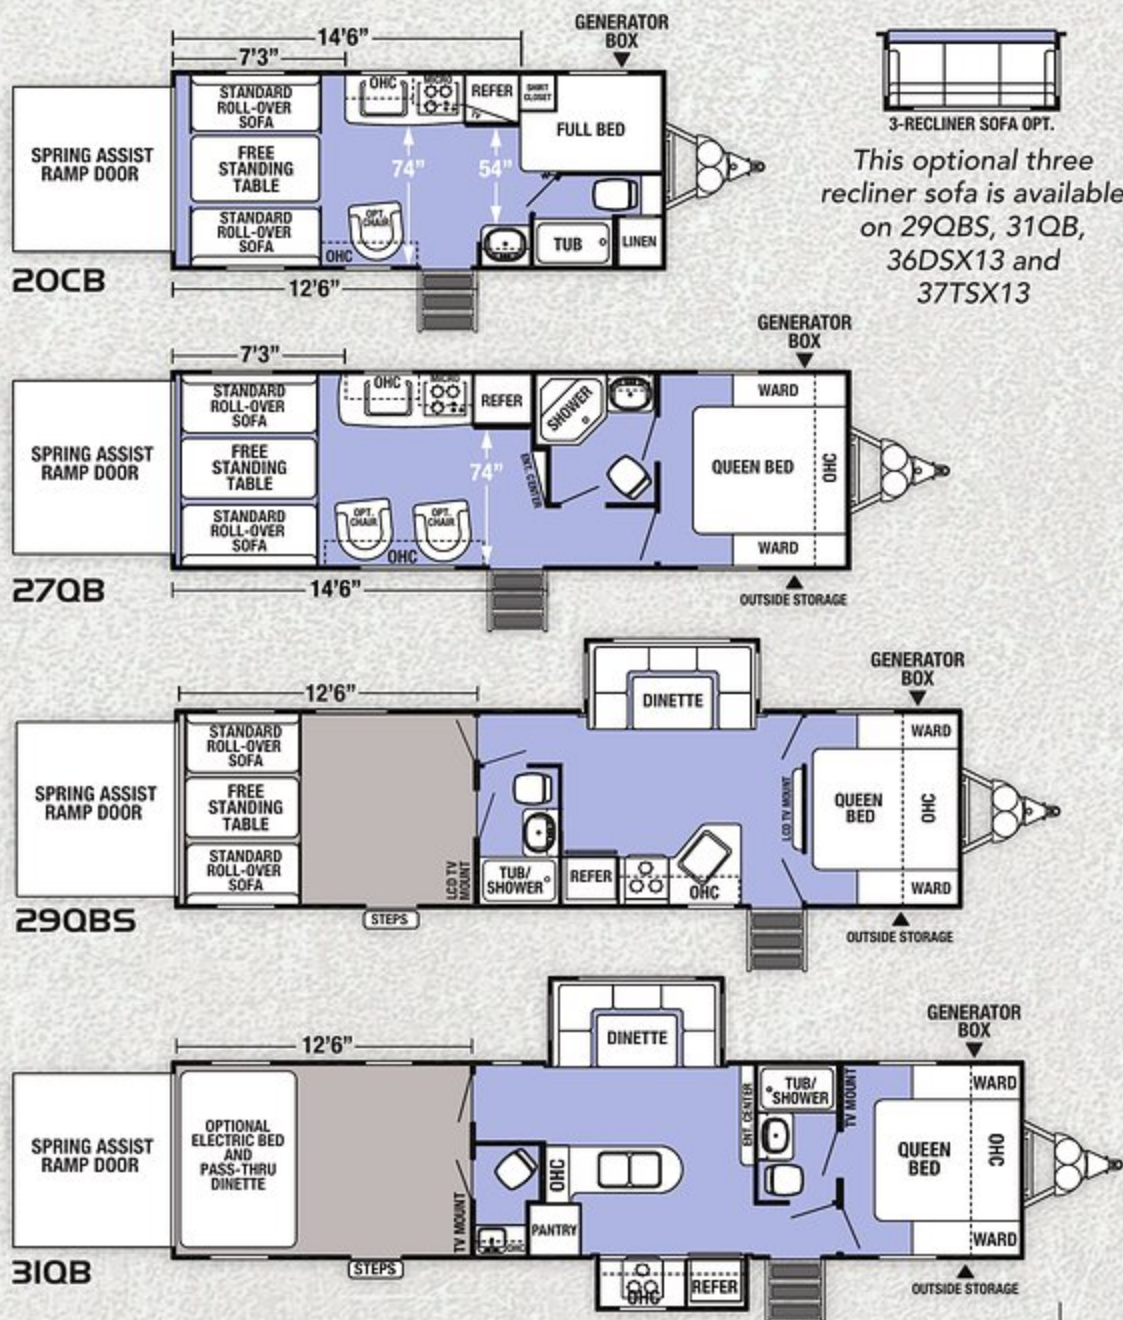 14'6"
7'3"
GENERATOR
BOX
SPRING ASSIST
RAMP DOOR
STANDARD
ROLL-OVER
SOFA
FREE
STANDING
TABLE
STANDARD
ROLL-OVER
SOFA
OHC
MICRO
REFER
SHIRT
CLOSET
TV
FULL BED
74"
54"
OPT.
CHAIR
OHC
TUB
LINEN
12'6"
20CB
3-RECLINER SOFA OPT.
This optional three
recliner sofa is available
on 29QBS, 31QB,
36DSX13 and
37TSX13
7'3"
GENERATOR
BOX
SPRING ASSIST
RAMP DOOR
STANDARD
ROLL-OVER
SOFA
FREE
STANDING
TABLE
STANDARD
ROLL-OVER
SOFA
OHC
MICRO
REFER
SHOWER
WARD
74"
ENT. CENTER
QUEEN BED
OHC
OPT.
CHAIR
OPT.
CHAIR
OHC
WARD
14'6"
OUTSIDE STORAGE
27QB
12'6"
DINETTE
GENERATOR
BOX
SPRING ASSIST
RAMP DOOR
STANDARD
ROLL-OVER
SOFA
FREE
STANDING
TABLE
STANDARD
ROLL-OVER
SOFA
WARD
LCD TV MOUNT
QUEEN
BED
OHC
LCD TV
MOUNT
TUB/
SHOWER
REFER
OHC
WARD
STEPS
OUTSIDE STORAGE
29QBS
12'6"
DINETTE
GENERATOR
BOX
SPRING ASSIST
RAMP DOOR
OPTIONAL
ELECTRIC BED
AND
PASS-THRU
DINETTE
ENT. CENTER
TUB/
SHOWER
TV MOUNT
WARD
QUEEN
BED
OHC
OHC
TV MOUNT
OHC
PANTRY
WARD
STEPS
OHC
REFER
OUTSIDE STORAGE
31QB